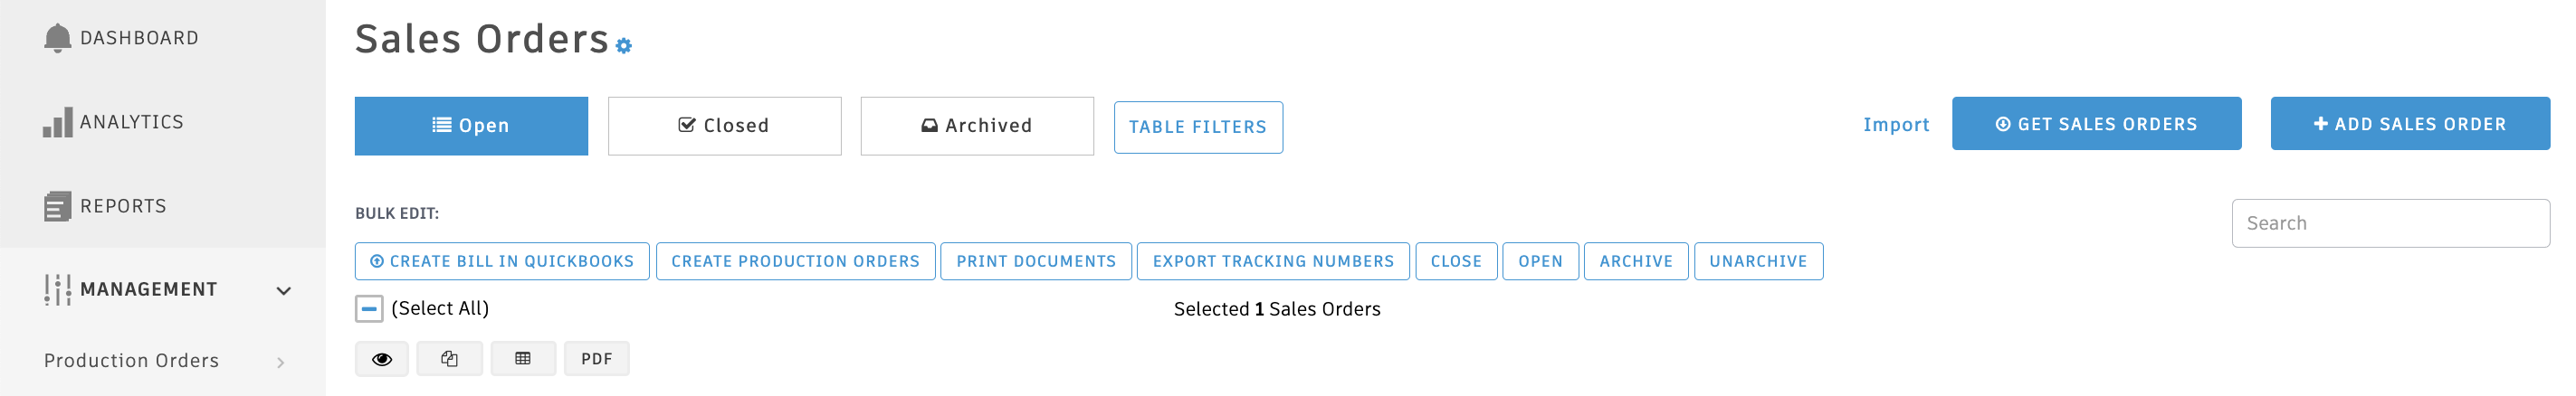 DASHBOARD
ANALYTICS
REPORTS
MANAGEMENT
Production Orders
Sales Orders
Open
Closed
Archived
TABLE FILTERS
Import
GET SALES ORDERS
ADD SALES ORDER
BULK EDIT:
Search
CREATE BILL IN QUICKBOOKS
CREATE PRODUCTION ORDERS
PRINT DOCUMENTS
EXPORT TRACKING NUMBERS
CLOSE
OPEN
ARCHIVE
UNARCHIVE
(Select All)
Selected 1 Sales Orders
PDF